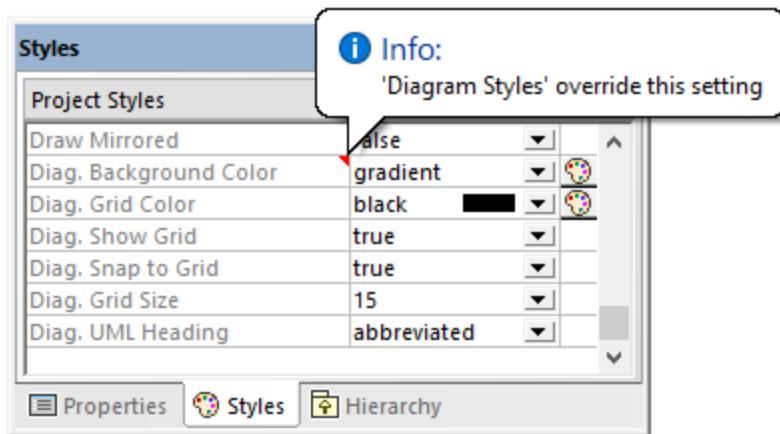 Styles
Info:
'Diagram Styles' override this setting
Project Styles
Draw Mirrored
Diag. Background Color gradient
Diag. Grid Color black
Diag. Show Grid true
Diag. Snap to Grid true
Diag. Grid Size 15
Diag. UML Heading abbreviated
Properties Styles Hierarchy